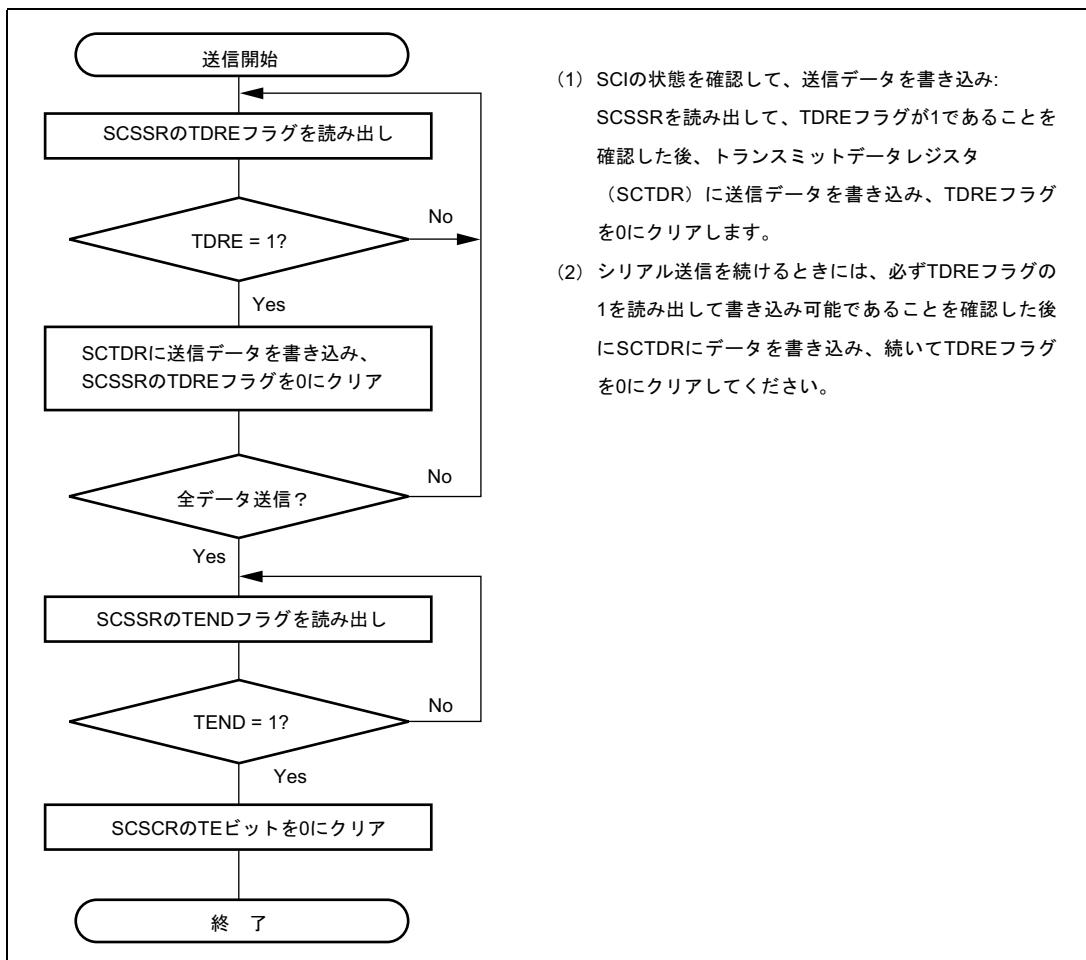 送信開始
SCSSRのTDREフラグを読み出し
TDRE = 1?
No
Yes
SCTDRに送信データを書き込み、
SCSSRのTDREフラグを0にクリア
全データ送信？
No
Yes
SCSSRのTENDフラグを読み出し
TEND = 1?
No
Yes
SCSCRのTEビットを0にクリア
終　了
（1）SCIの状態を確認して、送信データを書き込み:
SCSSRを読み出して、TDREフラグが1であることを
確認した後、トランスミットデータレジスタ
（SCTDR）に送信データを書き込み、TDREフラグ
を0にクリアします。
（2）シリアル送信を続けるときには、必ずTDREフラグの
1を読み出して書き込み可能であることを確認した後
にSCTDRにデータを書き込み、続いてTDREフラグ
を0にクリアしてください。